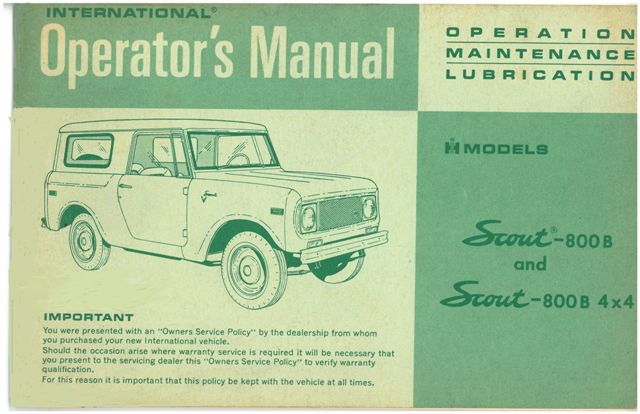 INTERNATIONAL®
Operator's Manual
OPERATION
MAINTENANCE
LUBRICATION
IH MODELS
Scout®-800B
and
Scout-800B 4x4
Scout
IMPORTANT
You were presented with an "Owners Service Policy" by the dealership from whom
you purchased your new International vehicle.
Should the occasion arise where warranty service is required it will be necessary that
you present to the servicing dealer this "Owners Service Policy" to verify warranty
qualification.
For this reason it is important that this policy be kept with the vehicle at all times.